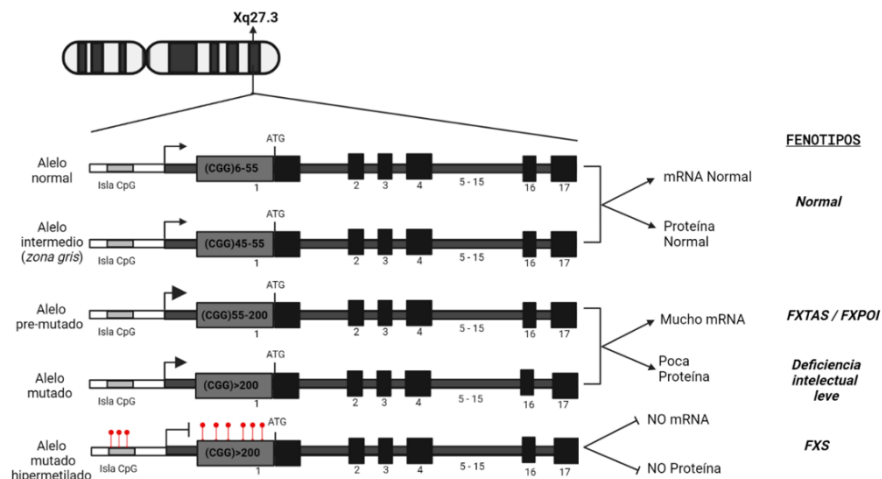 Xq27.3
FENOTIPOS
Alelo
normal
Isla CpG
(CGG)6-55
ATG
1
2
3
4
5 - 15
16
17
mRNA Normal
Proteína
Normal
Normal
Alelo
intermedio
(zona gris)
Isla CpG
(CGG)45-55
ATG
1
2
3
4
5 - 15
16
17
Alelo
pre-mutado
Isla CpG
(CGG)55-200
ATG
1
2
3
4
5 - 15
16
17
Mucho mRNA
Poca
Proteína
FXTAS / FXPOI
Alelo
mutado
Isla CpG
(CGG)>200
ATG
1
2
3
4
5 - 15
16
17
Deficiencia
intelectual
leve
Alelo
mutado
hipermetilado
Isla CpG
(CGG)>200
ATG
1
2
3
4
5 - 15
16
17
NO mRNA
NO Proteína
FXS